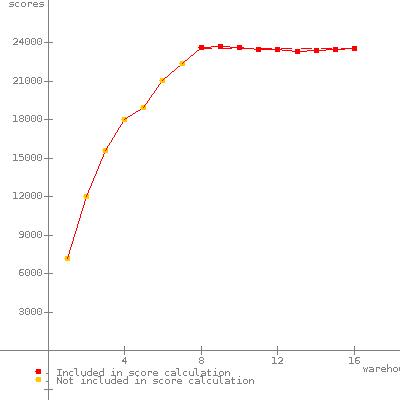 scores
24000
21000
18000
15000
12000
9000
6000
3000
4 8 12 16
warehou
Included in score calculation
Not included in score calculation